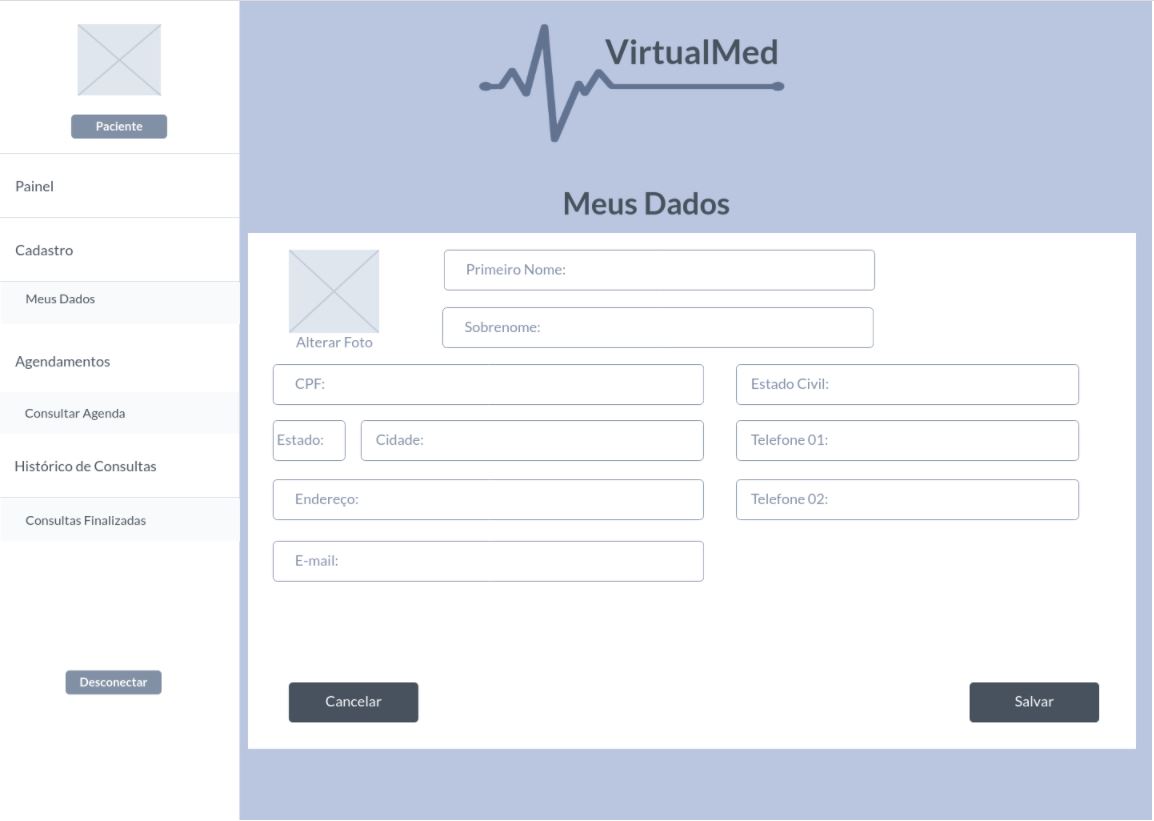 Paciente
Painel
Cadastro
Meus Dados
Agendamentos
Consultar Agenda
Histórico de Consultas
Consultas Finalizadas
Desconectar
VirtualMed
Meus Dados
Alterar Foto
Primeiro Nome:
Sobrenome:
CPF:
Estado Civil:
Estado:
Cidade:
Telefone 01:
Endereço:
Telefone 02:
E-mail:
Cancelar
Salvar